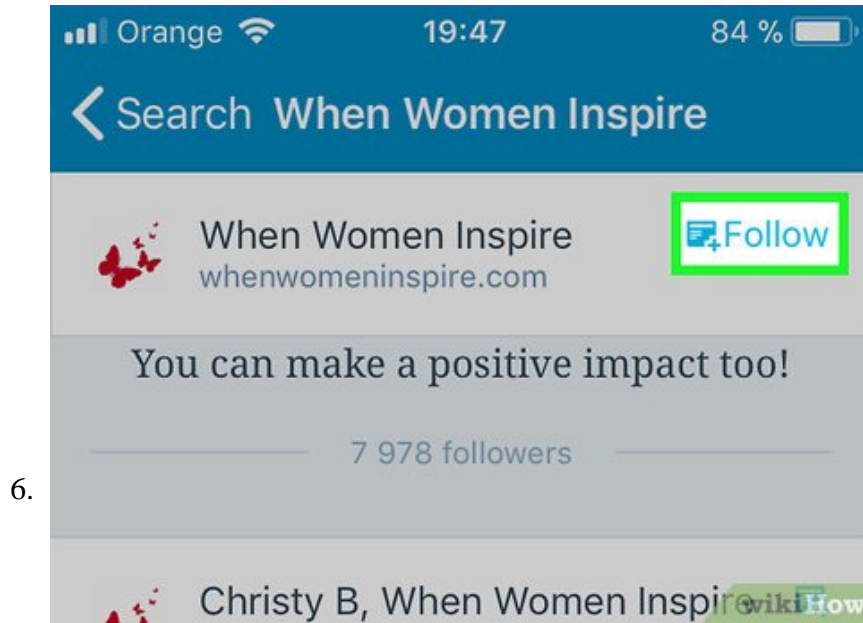 Orange 19:47 84 %
Search When Women Inspire
When Women Inspire Follow
whenwomeninspire.com
You can make a positive impact too!
7 978 followers
6.
Christy B, When Women Inspire
wikiHow